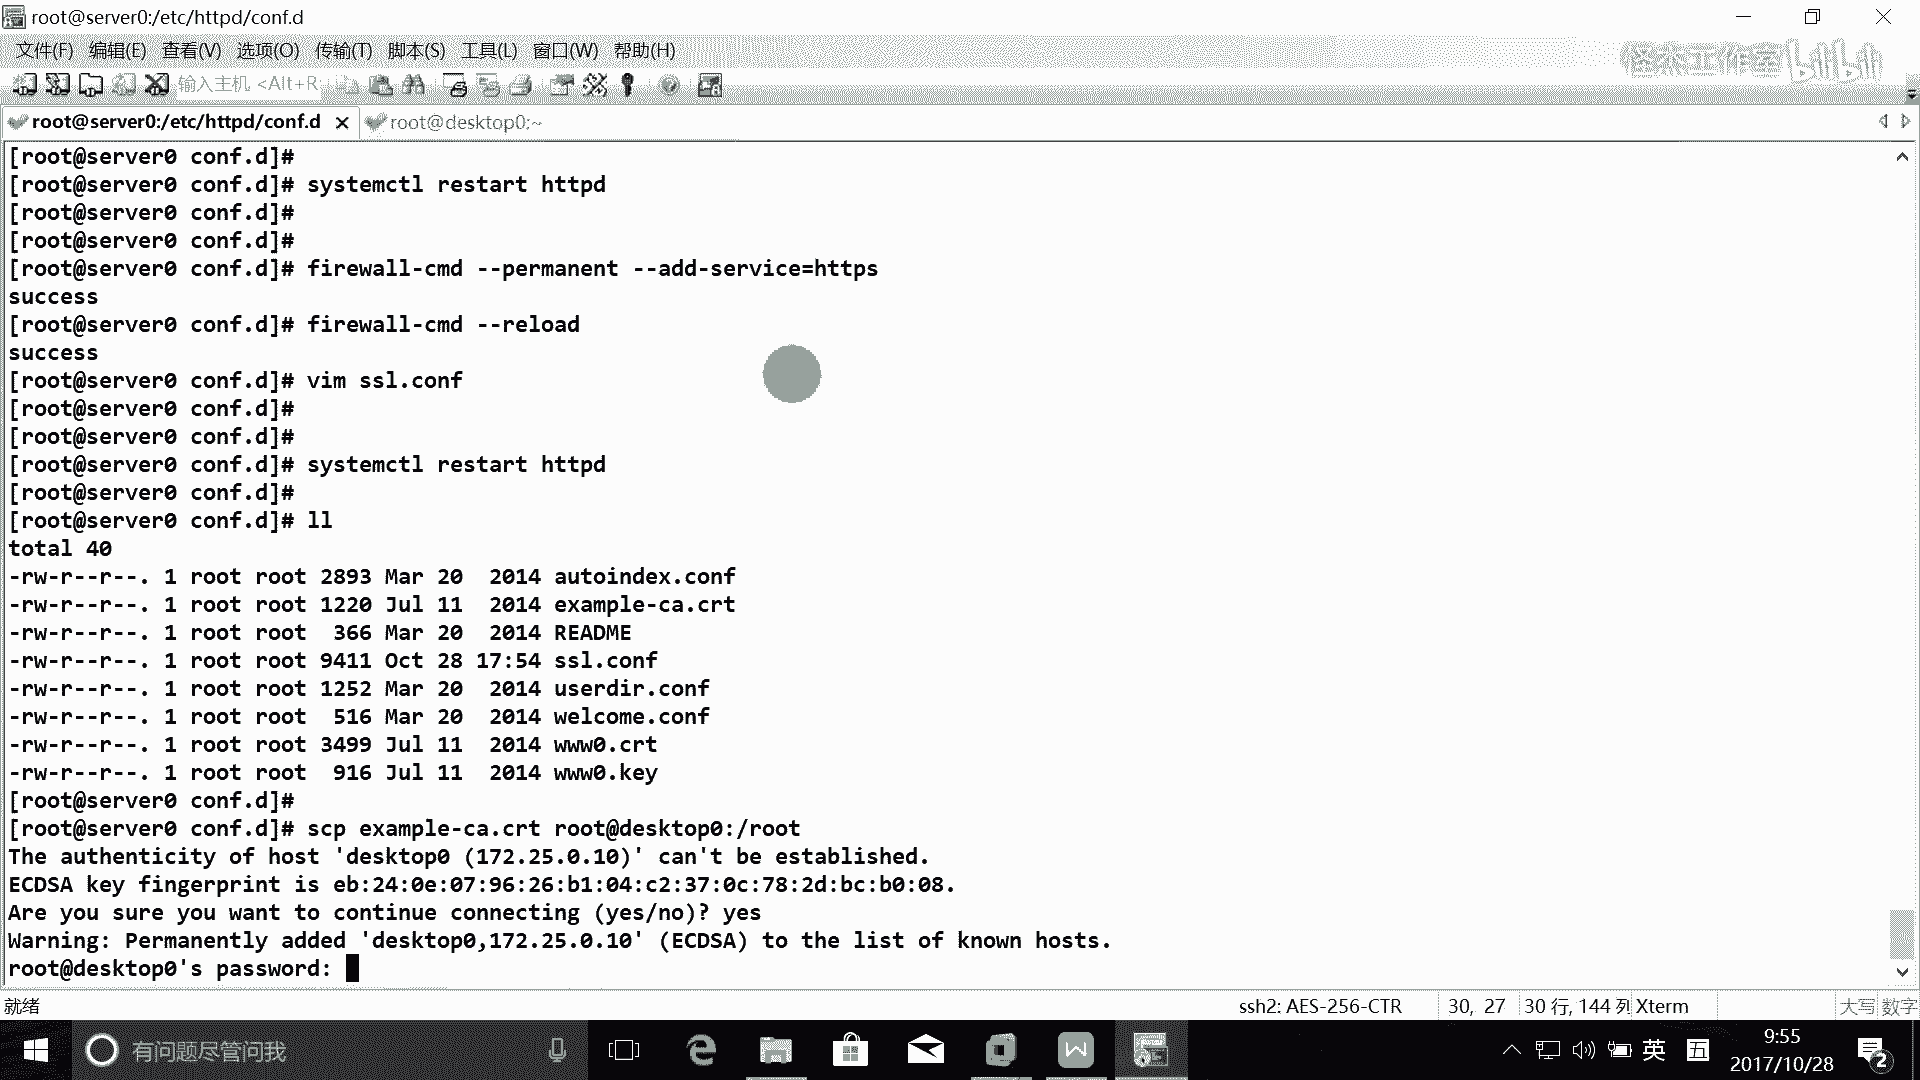 root@server0:/etc/httpd/conf.d
文件(F) 编辑(E) 查看(V) 选项(O) 传输(T) 脚本(S) 工具(L) 窗口(W) 帮助(H)
bilibili
输入主机 <Alt+R>
root@server0:/etc/httpd/conf.d root@desktop0:~
[root@server0 conf.d]#
[root@server0 conf.d]# systemctl restart httpd
[root@server0 conf.d]#
[root@server0 conf.d]#
[root@server0 conf.d]# firewall-cmd --permanent --add-service=https
success
[root@server0 conf.d]# firewall-cmd --reload
success
[root@server0 conf.d]# vim ssl.conf
[root@server0 conf.d]#
[root@server0 conf.d]#
[root@server0 conf.d]# systemctl restart httpd
[root@server0 conf.d]#
[root@server0 conf.d]# ll
total 40
-rw-r--r--. 1 root root 2893 Mar 20  2014 autoindex.conf
-rw-r--r--. 1 root root 1220 Jul 11  2014 example-ca.crt
-rw-r--r--. 1 root root  366 Mar 20  2014 README
-rw-r--r--. 1 root root 9411 Oct 28 17:54 ssl.conf
-rw-r--r--. 1 root root 1252 Mar 20  2014 userdir.conf
-rw-r--r--. 1 root root  516 Mar 20  2014 welcome.conf
-rw-r--r--. 1 root root 3499 Jul 11  2014 www0.crt
-rw-r--r--. 1 root root  916 Jul 11  2014 www0.key
[root@server0 conf.d]#
[root@server0 conf.d]# scp example-ca.crt root@desktop0:/root
The authenticity of host 'desktop0 (172.25.0.10)' can't be established.
ECDSA key fingerprint is eb:24:0e:07:96:26:b1:04:c2:37:0c:78:2d:bc:b0:08.
Are you sure you want to continue connecting (yes/no)? yes
Warning: Permanently added 'desktop0,172.25.0.10' (ECDSA) to the list of known hosts.
root@desktop0's password:
就绪 ssh2: AES-256-CTR 30, 27 30 行, 144 列 Xterm 大写 数字
有问题尽管问我 英 五 9:55
2017/10/28 2